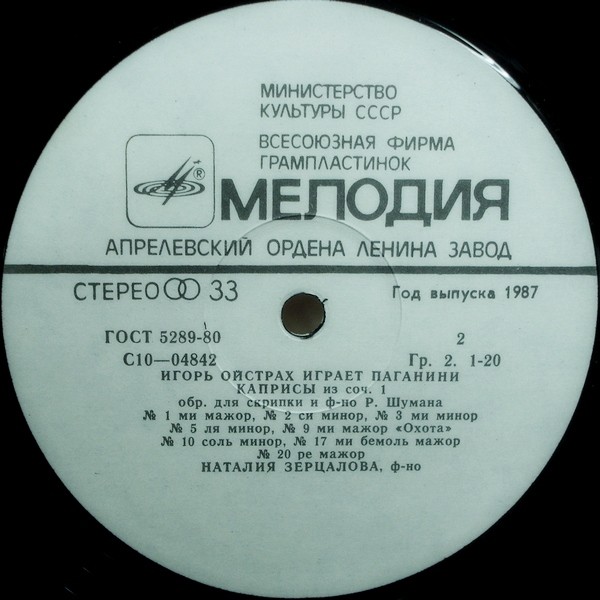 МИНИСТЕРСТВО
КУЛЬТУРЫ СССР
ВСЕСОЮЗНАЯ ФИРМА
ГРАМПЛАСТИНОК
®
МЕЛОДИЯ
АПРЕЛЕВСКИЙ ОРДЕНА ЛЕНИНА ЗАВОД
СТЕРЕО 33
Год выпуска 1987
ГОСТ 5289-80
2
С10—04842
Гр. 2. 1-20
ИГОРЬ ОЙСТРАХ ИГРАЕТ ПАГАНИНИ
КАПРИСЫ из соч. 1
обр. для скрипки и ф-но Р. Шумана
№ 1 ми мажор, № 2 си минор, № 3 ми минор
№ 5 ля минор, № 9 ми мажор «Охота»
№ 10 соль минор, № 17 ми бемоль мажор
№ 20 ре мажор
НАТАЛИЯ ЗЕРЦАЛОВА, ф-но